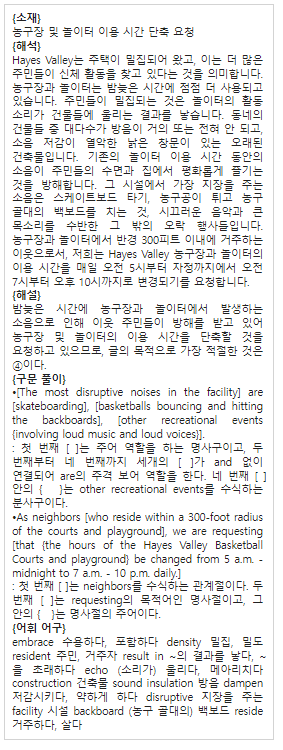 {소재}
농구장 및 놀이터 이용 시간 단축 요청
{해석}
Hayes Valley는 주택이 밀집되어 왔고, 이는 더 많은
주민들이 신체 활동을 찾고 있다는 것을 의미합니다.
농구장과 놀이터는 밤늦은 시간에 점점 더 사용되고
있습니다. 주민들이 밀집되는 것은 놀이터의 활동
소리가 건물들에 울리는 결과를 낳습니다. 동네의
건물들 중 대다수가 방음이 거의 또는 전혀 안 되고,
소음 저감이 열악한 낡은 창문이 있는 오래된
건축물입니다. 기존의 놀이터 이용 시간 동안의
소음이 주민들의 수면과 집에서 평화롭게 즐기는
것을 방해합니다. 그 시설에서 가장 지장을 주는
소음은 스케이트보드 타기, 농구공이 튀고 농구
골대의 백보드를 치는 것, 시끄러운 음악과 큰
목소리를 수반한 그 밖의 오락 행사들입니다.
농구장과 놀이터에서 반경 300피트 이내에 거주하는
이웃으로서, 저희는 Hayes Valley 농구장과 놀이터의
이용 시간을 매일 오전 5시부터 자정까지에서 오전
7시부터 오후 10시까지로 변경되기를 요청합니다.
{해설}
밤늦은 시간에 농구장과 놀이터에서 발생하는
소음으로 인해 이웃 주민들이 방해를 받고 있어
농구장 및 놀이터의 이용 시간을 단축할 것을
요청하고 있으므로, 글의 목적으로 가장 적절한 것은
④이다.
{구문 풀이}
•[The most disruptive noises in the facility] are
[skateboarding], [basketballs bouncing and hitting
the backboards], [other recreational events
{involving loud music and loud voices}].
: 첫 번째 [ ]는 주어 역할을 하는 명사구이고, 두
번째부터 네 번째까지 세개의 [ ]가 and 없이
연결되어 are의 주격 보어 역할을 한다. 네 번째 [ ]
안의 { }는 other recreational events를 수식하는
분사구이다.
•As neighbors [who reside within a 300-foot radius
of the courts and playground], we are requesting
[that {the hours of the Hayes Valley Basketball
Courts and playground} be changed from 5 a.m. -
midnight to 7 a.m. - 10 p.m. daily.]
: 첫 번째 [ ]는 neighbors를 수식하는 관계절이다. 두
번째 [ ]는 requesting의 목적어인 명사절이고, 그
안의 { }는 명사절의 주어이다.
{어휘 어구}
embrace 수용하다, 포함하다 density 밀집, 밀도
resident 주민, 거주자 result in ~의 결과를 낳다, ~
을 초래하다 echo (소리가) 울리다, 메아리치다
construction 건축물 sound insulation 방음 dampen
저감시키다, 약하게 하다 disruptive 지장을 주는
facility 시설 backboard (농구 골대의) 백보드 reside
거주하다, 살다